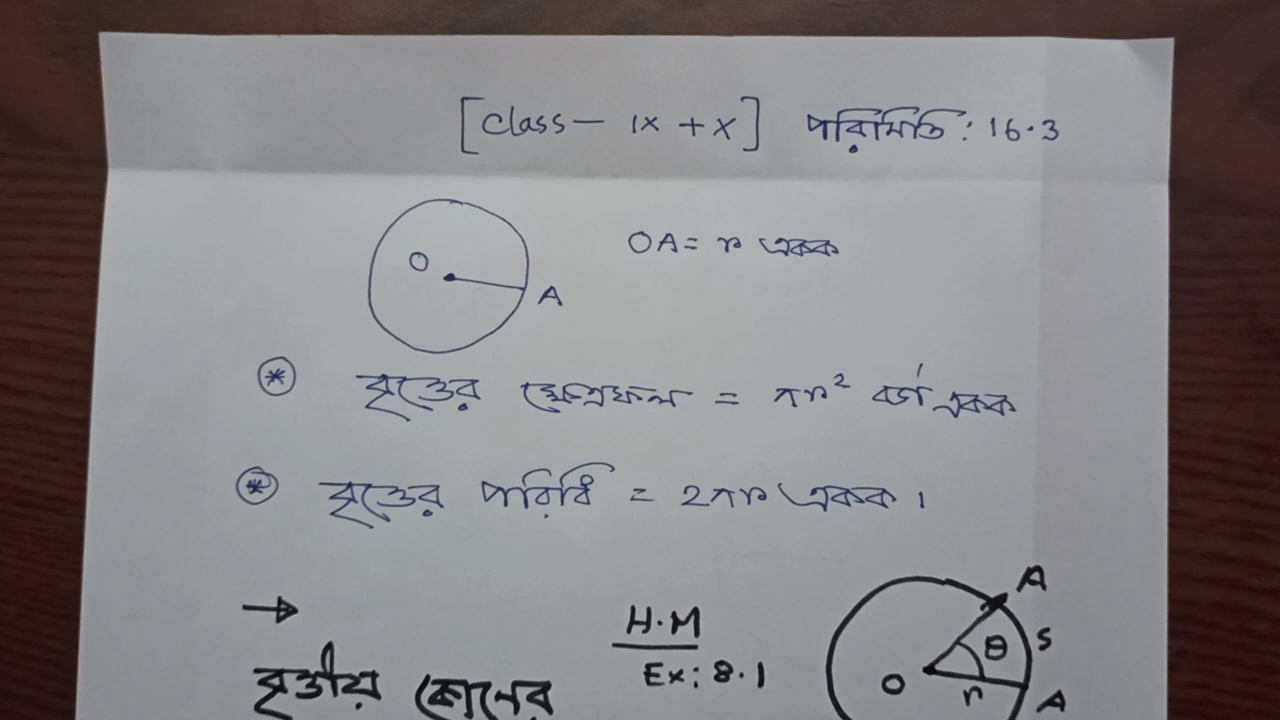 [Class - IX + X] পরিমিতি: 16.3
O
A
OA = r একক
* বৃত্তের ক্ষেত্রফল = πr² বর্গ একক
* বৃত্তের পরিধি = 2πr একক।
→
H.M
Ex: 8.1
বৃত্তীয় কোনের
A
θ
S
O
r
A